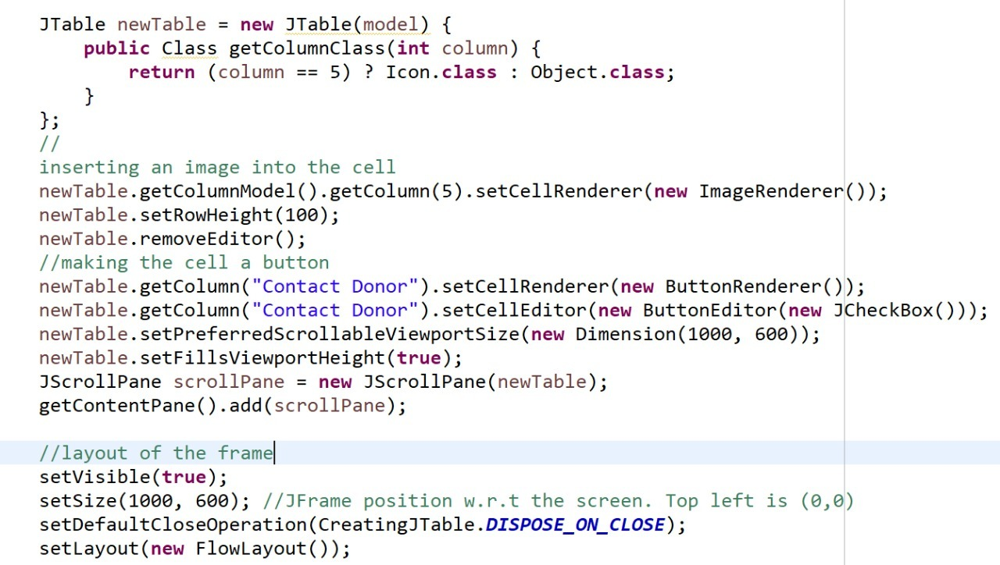 JTable newTable = new JTable(model) {
    public Class getColumnClass(int column) {
        return (column == 5) ? Icon.class : Object.class;
    }
};
//
inserting an image into the cell
newTable.getColumnModel().getColumn(5).setCellRenderer(new ImageRenderer());
newTable.setRowHeight(100);
newTable.removeEditor();
//making the cell a button
newTable.getColumn("Contact Donor").setCellRenderer(new ButtonRenderer());
newTable.getColumn("Contact Donor").setCellEditor(new ButtonEditor(new JCheckBox()));
newTable.setPreferredScrollableViewportSize(new Dimension(1000, 600));
newTable.setFillsViewportHeight(true);
JScrollPane scrollPane = new JScrollPane(newTable);
getContentPane().add(scrollPane);

//layout of the frame
setVisible(true);
setSize(1000, 600); //JFrame position w.r.t the screen. Top left is (0,0)
setDefaultCloseOperation(CreatingJTable.DISPOSE_ON_CLOSE);
setLayout(new FlowLayout());